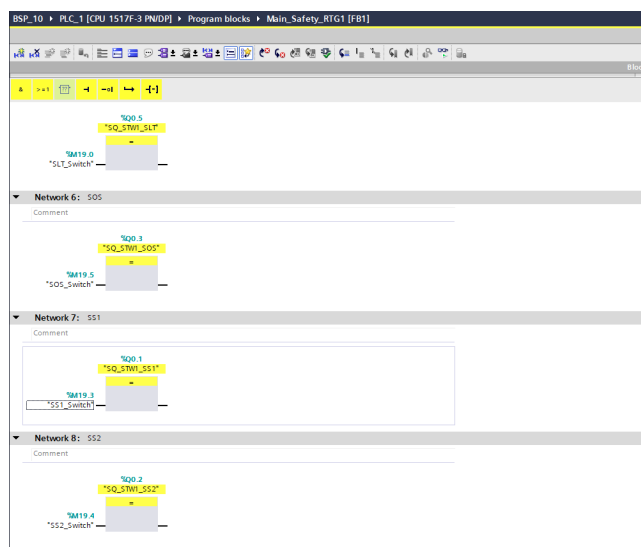 BSP_10 ▸ PLC_1 [CPU 1517F-3 PN/DP] ▸ Program blocks ▸ Main_Safety_RTG1 [FB1]
Bloc
& >=1
%Q0.5
"SQ_STW1_SLT"
=
%M19.0
"SLT_Switch"
Network 6: SOS
Comment
%Q0.3
"SQ_STW1_SOS"
=
%M19.5
"SOS_Switch"
Network 7: SS1
Comment
%Q0.1
"SQ_STW1_SS1"
=
%M19.3
"SS1_Switch"
Network 8: SS2
Comment
%Q0.2
"SQ_STW1_SS2"
=
%M19.4
"SS2_Switch"